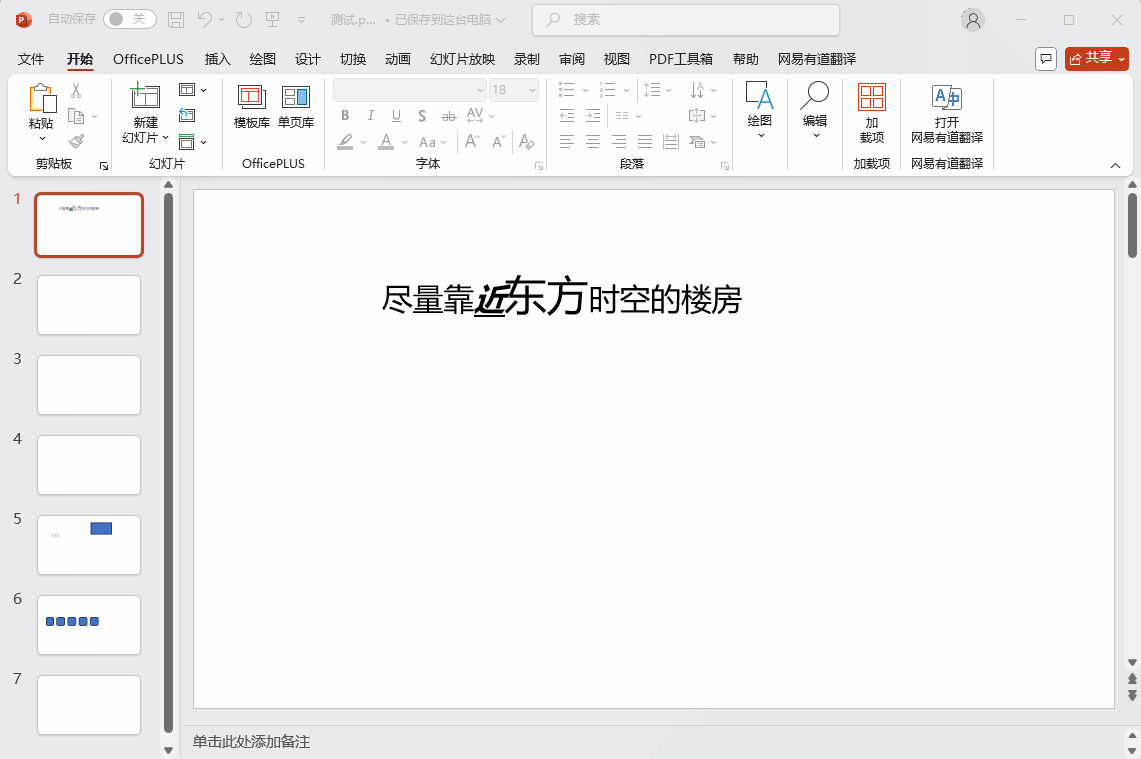 自动保存 关 测试.p... • 已保存到这台电脑 搜索
文件 开始 OfficePLUS 插入 绘图 设计 切换 动画 幻灯片放映 录制 审阅 视图 PDF工具箱 帮助 网易有道翻译 共享
粘贴
剪贴板
新建
幻灯片
幻灯片
模板库 单页库
OfficePLUS
18
B I U S ab AV
A Aa A A A
字体
段落
绘图
编辑
加
载项
加载项
打开
网易有道翻译
网易有道翻译
1
2
3
4
5
6
7
尽量靠近东方时空的楼房
单击此处添加备注